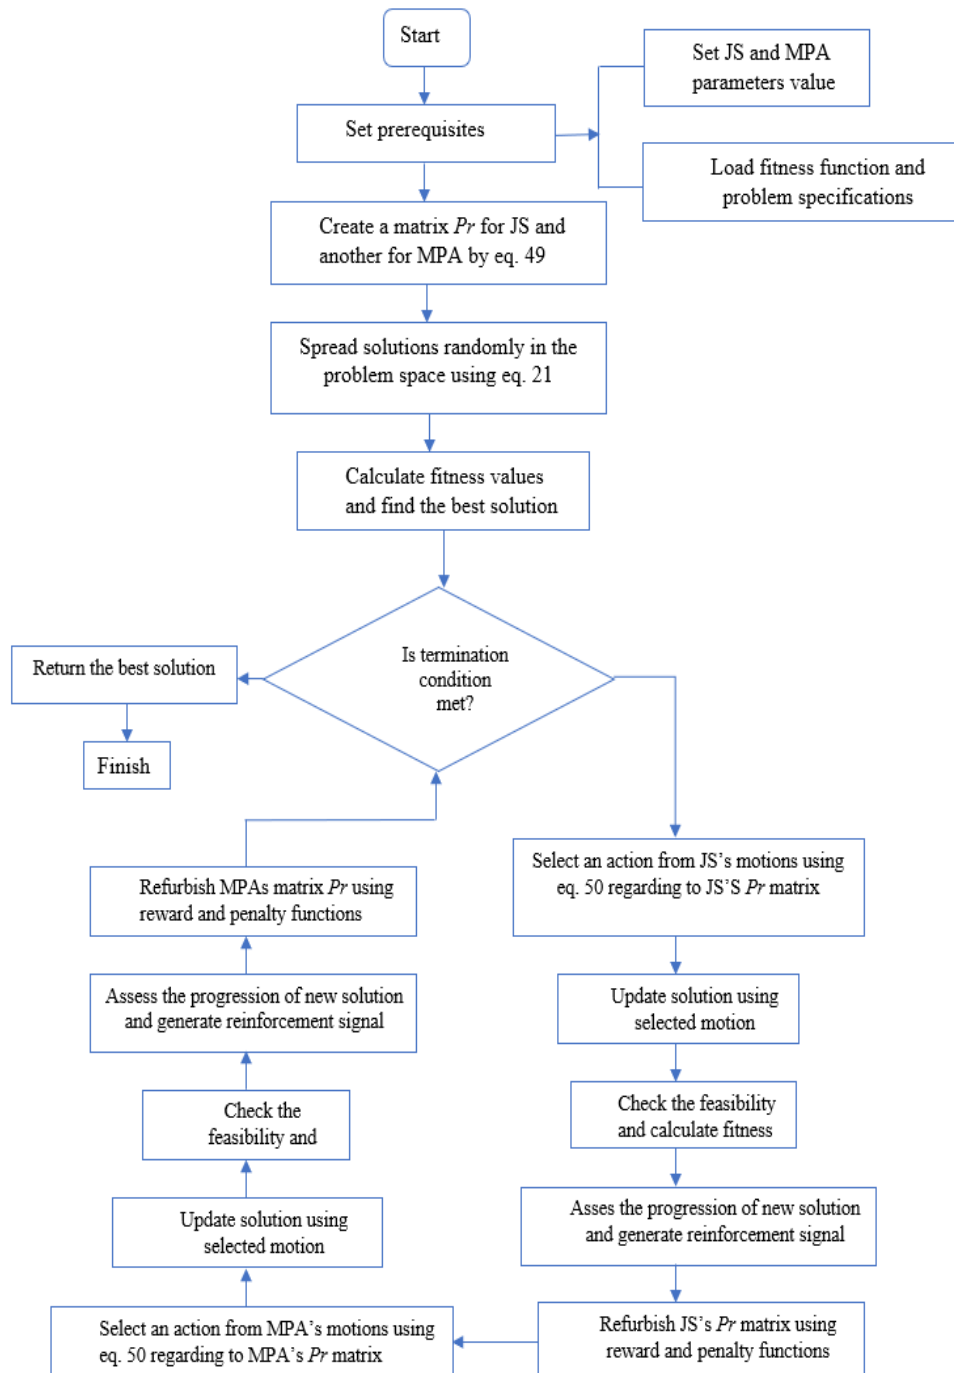 Start
Set JS and MPA
parameters value
Set prerequisites
Load fitness function and
problem specifications
Create a matrix Pr for JS and
another for MPA by eq. 49
Spread solutions randomly in the
problem space using eq. 21
Calculate fitness values
and find the best solution
Is termination
condition
met?
Return the best solution
Finish
Select an action from JS’s motions using
eq. 50 regarding to JS’S Pr matrix
Update solution using
selected motion
Check the feasibility
and calculate fitness
Asses the progression of new solution
and generate reinforcement signal
Refurbish JS’s Pr matrix using
reward and penalty functions
Select an action from MPA’s motions using
eq. 50 regarding to MPA’s Pr matrix
Update solution using
selected motion
Check the
feasibility and
Assess the progression of new solution
and generate reinforcement signal
Refurbish MPAs matrix Pr using
reward and penalty functions